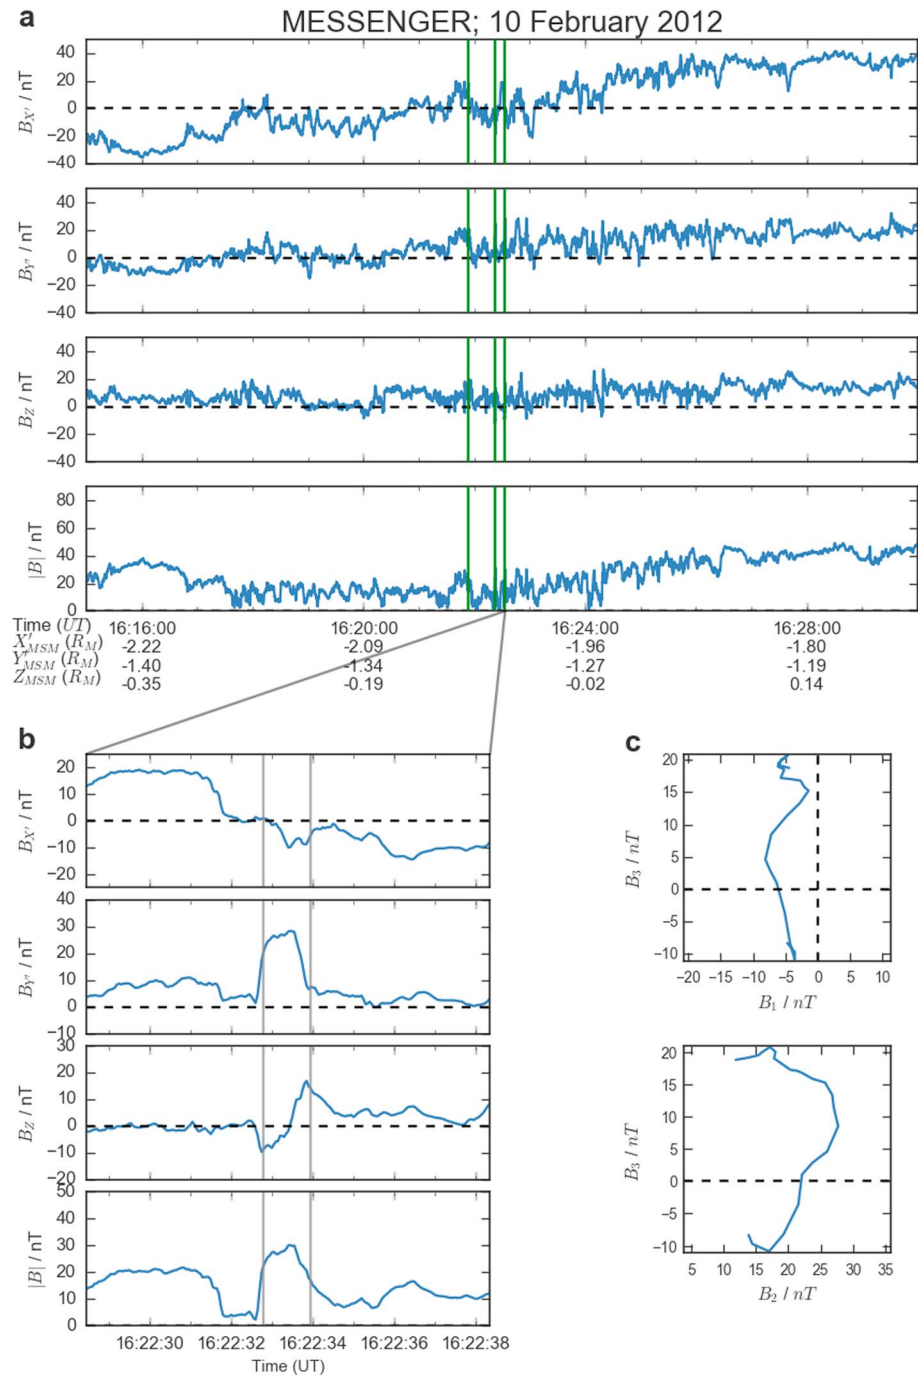 a
MESSENGER; 10 February 2012
40
20
0
−20
−40
B_X' / nT
40
20
0
−20
−40
B_Y' / nT
40
20
0
−20
−40
B_Z / nT
80
60
40
20
0
|B| / nT
Time (UT) 16:16:00 16:20:00 16:24:00 16:28:00
X'_MSM (R_M) -2.22 -2.09 -1.96 -1.80
Y'_MSM (R_M) -1.40 -1.34 -1.27 -1.19
Z_MSM (R_M) -0.35 -0.19 -0.02 0.14
b
20
10
0
−10
−20
B_X' / nT
40
30
20
10
0
−10
B_Y' / nT
30
20
10
0
−10
−20
B_Z / nT
50
40
30
20
10
0
|B| / nT
16:22:30 16:22:32 16:22:34 16:22:36 16:22:38
Time (UT)
c
20
15
10
5
0
−5
−10
B_3 / nT
−20 −15 −10 −5 0 5 10
B_1 / nT
20
15
10
5
0
−5
−10
B_3 / nT
5 10 15 20 25 30 35
B_2 / nT